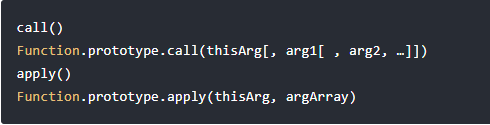 call()
Function.prototype.call(thisArg[, arg1[ , arg2, …]])
apply()
Function.prototype.apply(thisArg, argArray)